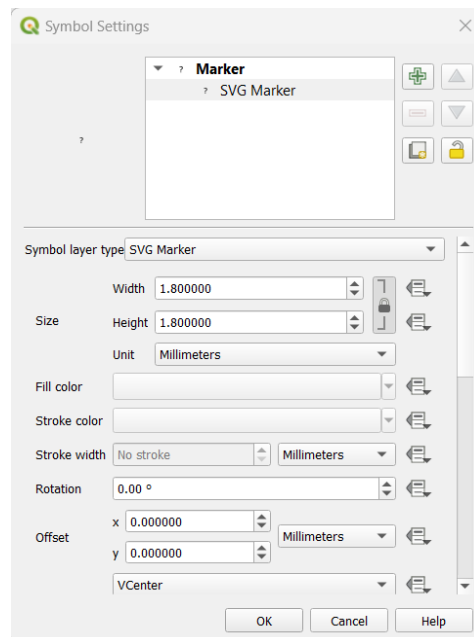 Symbol Settings
? Marker
? SVG Marker
?
Symbol layer type SVG Marker
Width 1.800000
Size
Height 1.800000
Unit Millimeters
Fill color
Stroke color
Stroke width No stroke Millimeters
Rotation 0.00 °
x 0.000000
Offset Millimeters
y 0.000000
VCenter
OK Cancel Help